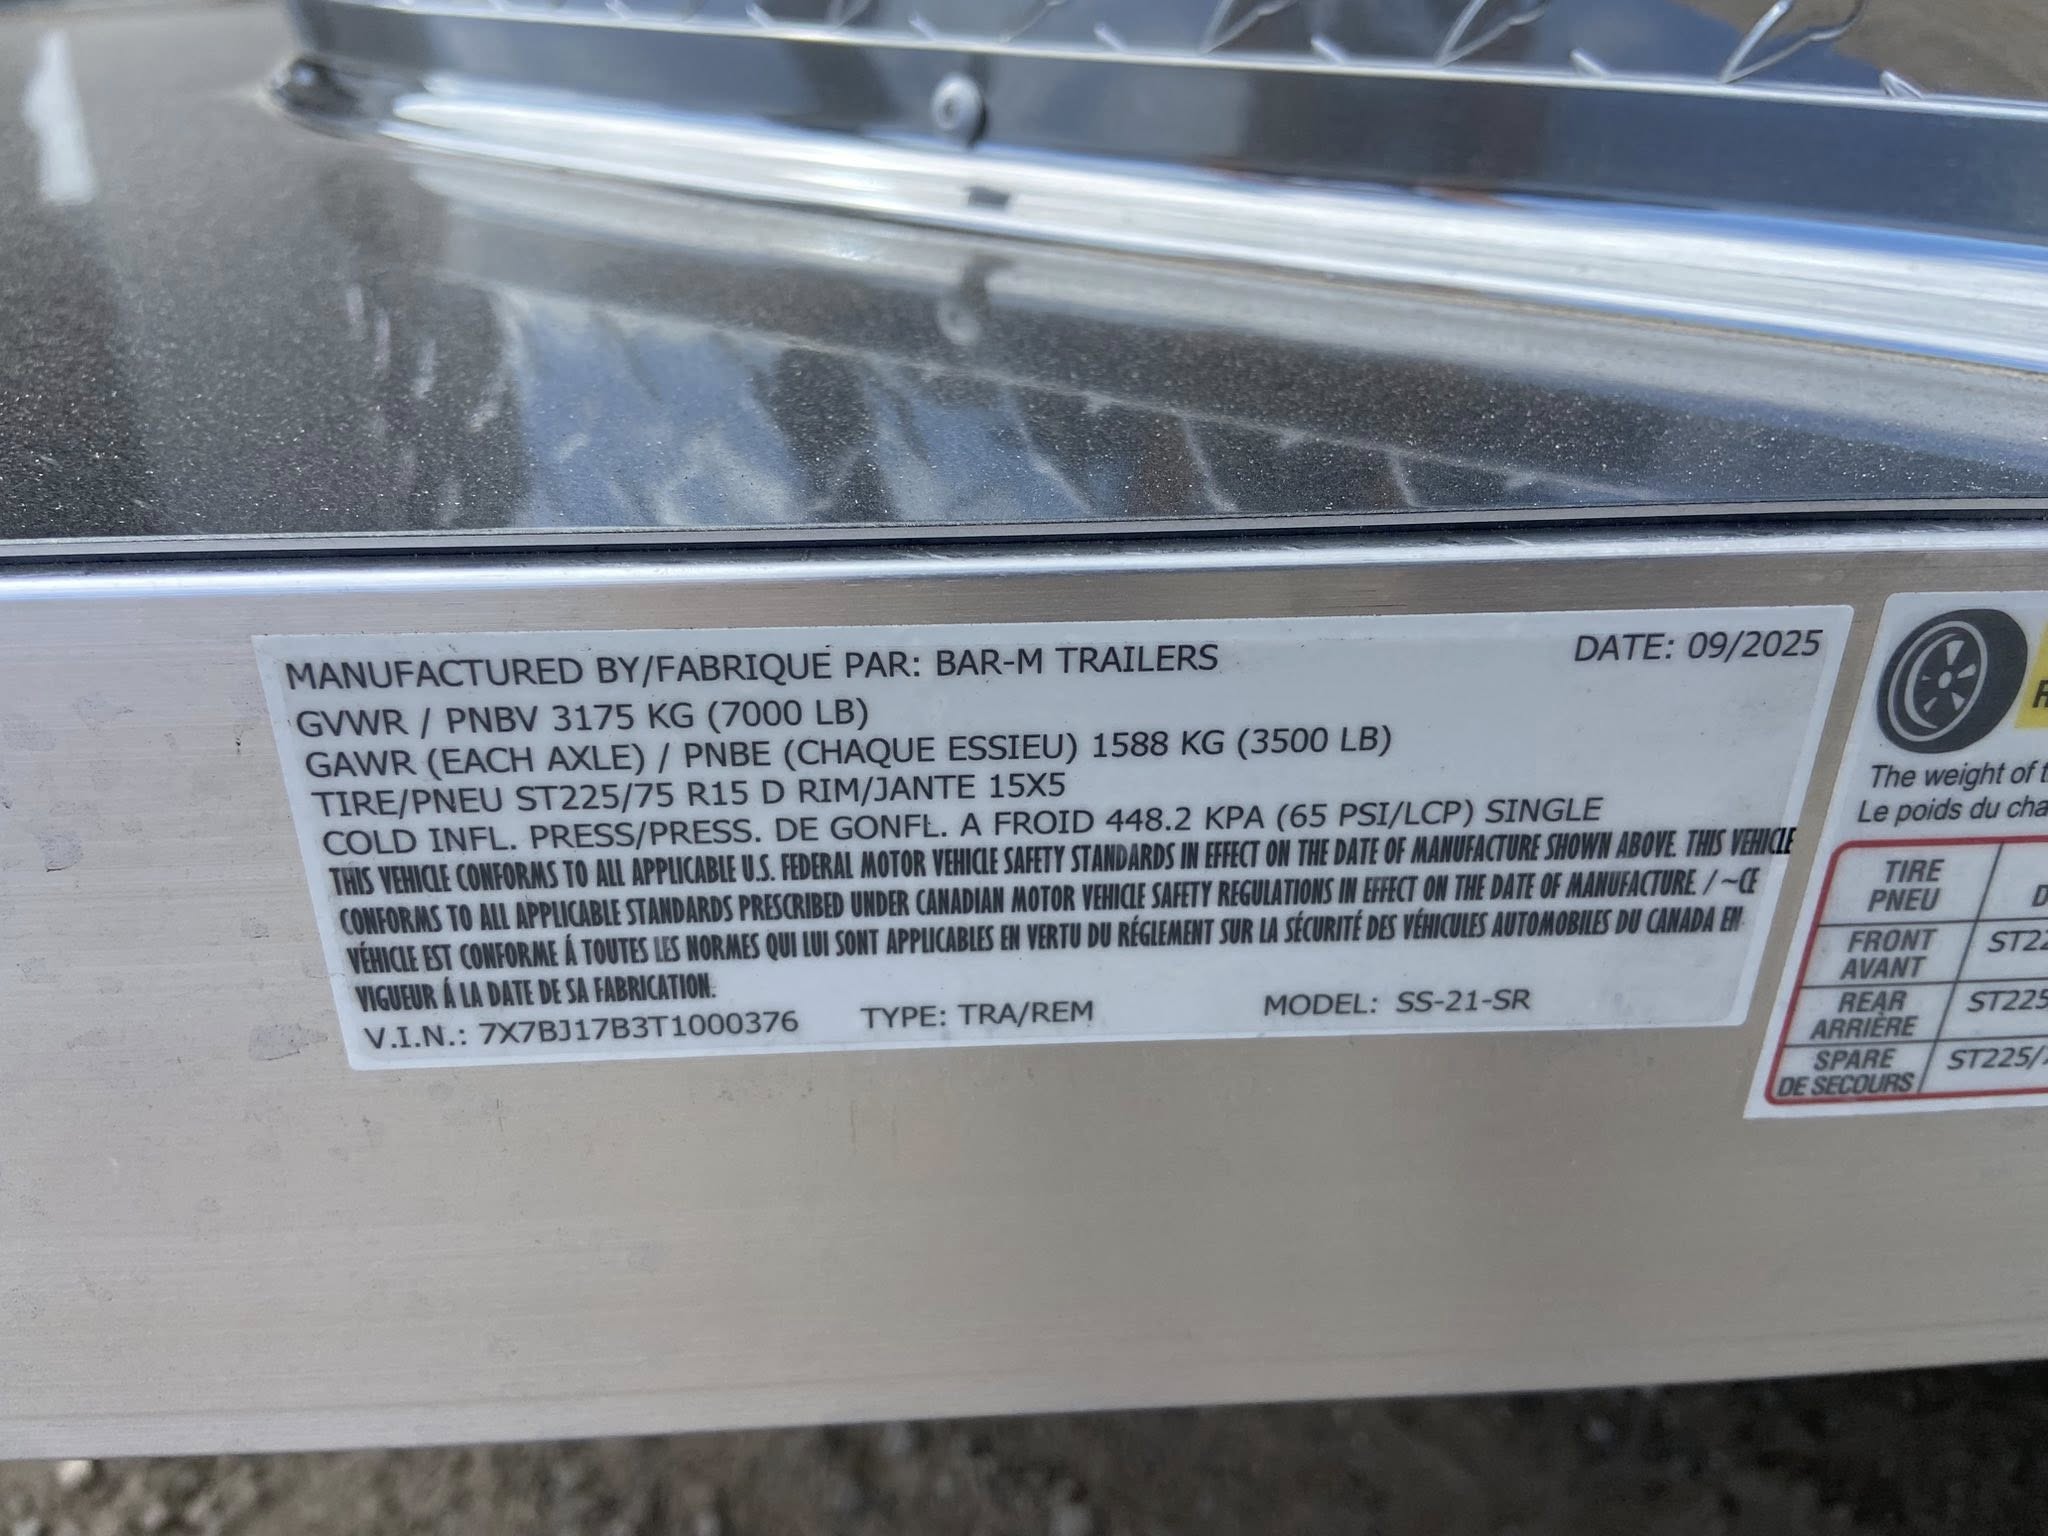 MANUFACTURED BY/FABRIQUE PAR: BAR-M TRAILERS DATE: 09/2025
GVWR / PNBV 3175 KG (7000 LB)
GAWR (EACH AXLE) / PNBE (CHAQUE ESSIEU) 1588 KG (3500 LB)
TIRE/PNEU ST225/75 R15 D RIM/JANTE 15X5
COLD INFL. PRESS/PRESS. DE GONFL. A FROID 448.2 KPA (65 PSI/LCP) SINGLE
THIS VEHICLE CONFORMS TO ALL APPLICABLE U.S. FEDERAL MOTOR VEHICLE SAFETY STANDARDS IN EFFECT ON THE DATE OF MANUFACTURE SHOWN ABOVE. THIS VEHICLE
CONFORMS TO ALL APPLICABLE STANDARDS PRESCRIBED UNDER CANADIAN MOTOR VEHICLE SAFETY REGULATIONS IN EFFECT ON THE DATE OF MANUFACTURE. / ~CE
VÉHICLE EST CONFORME Á TOUTES LES NORMES QUI LUI SONT APPLICABLES EN VERTU DU RÉGLEMENT SUR LA SÉCURITÉ DES VÉHICULES AUTOMOBILES DU CANADA EN
VIGUEUR Á LA DATE DE SA FABRICATION.
V.I.N.: 7X7BJ17B3T1000376 TYPE: TRA/REM MODEL: SS-21-SR
The weight of
Le poids du
TIRE
PNEU
FRONT
AVANT
REAR ST225
ARRIÈRE
SPARE ST225/
DE SECOURS